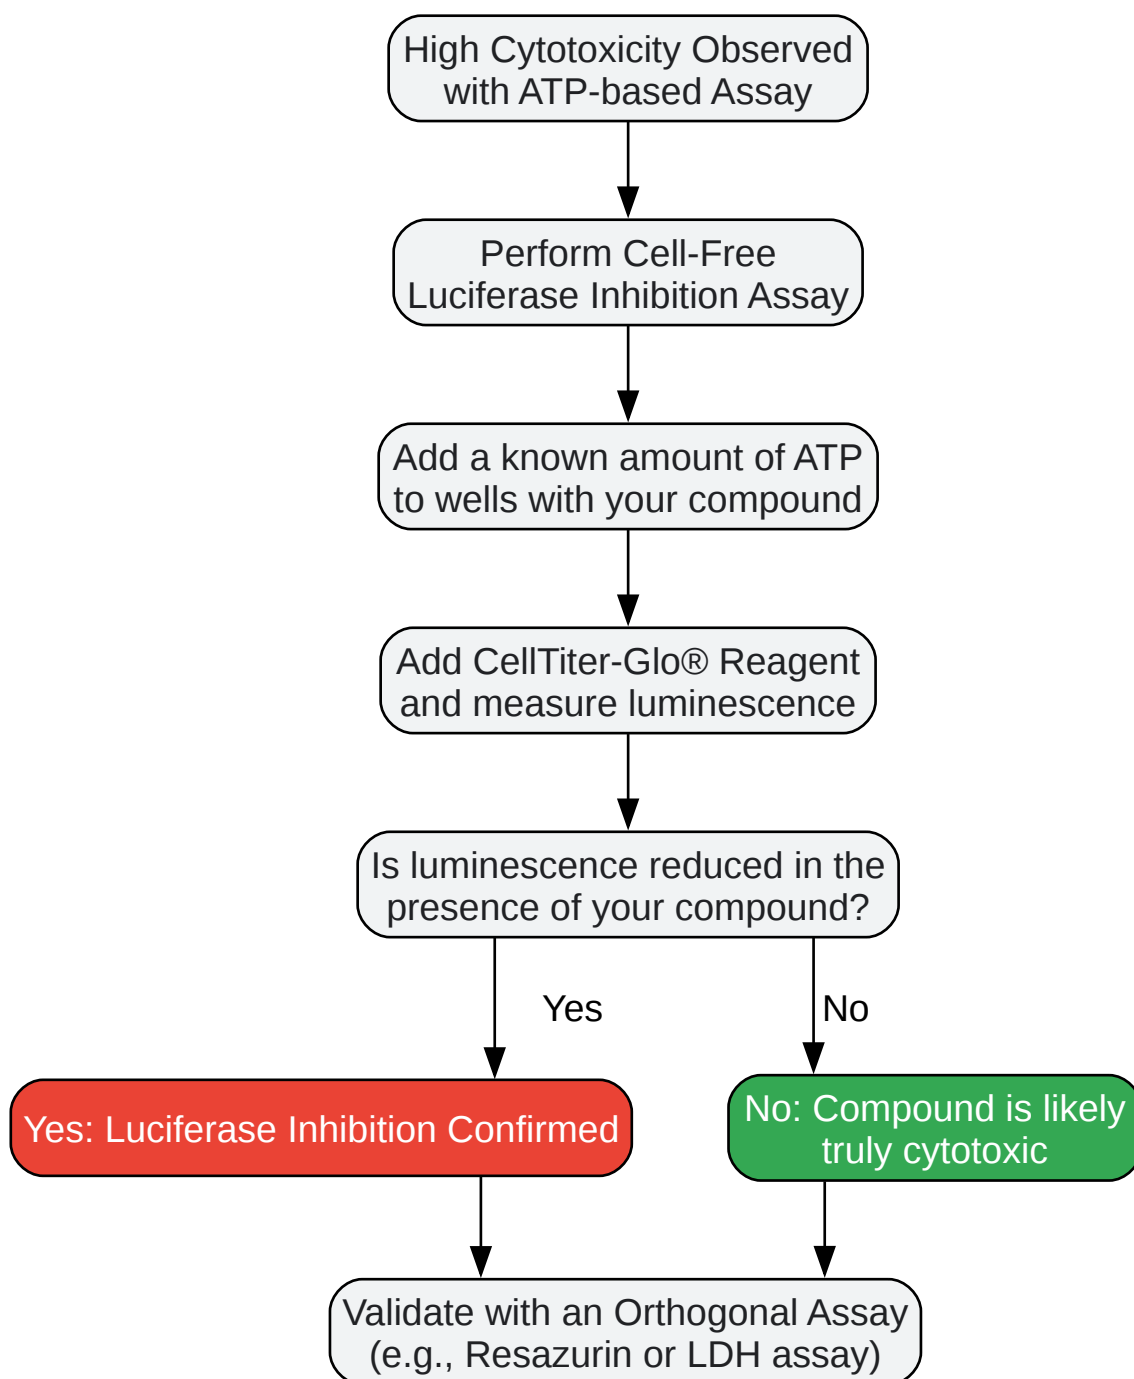 High Cytotoxicity Observed
with ATP-based Assay
Perform Cell-Free
Luciferase Inhibition Assay
Add a known amount of ATP
to wells with your compound
Add CellTiter-Glo® Reagent
and measure luminescence
Is luminescence reduced in the
presence of your compound?
Yes
No
Yes: Luciferase Inhibition Confirmed
No: Compound is likely
truly cytotoxic
Validate with an Orthogonal Assay
(e.g., Resazurin or LDH assay)